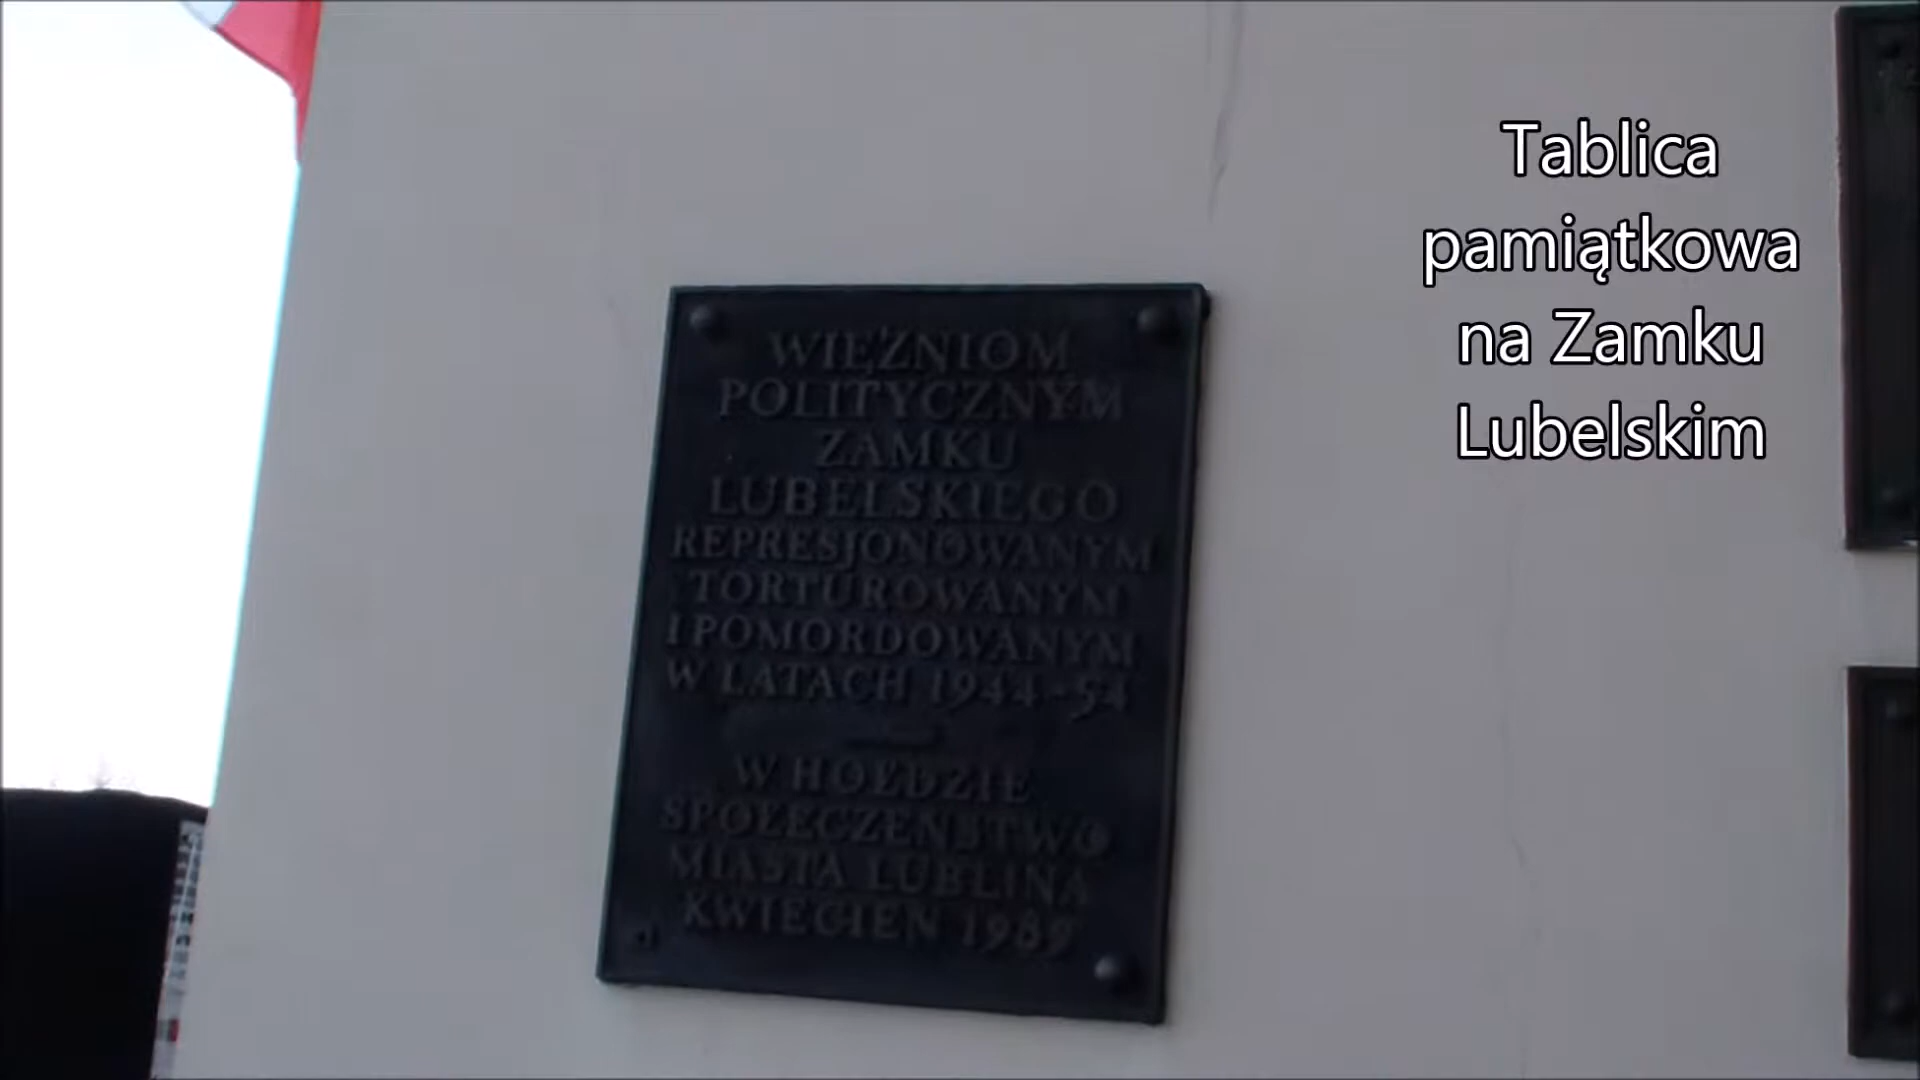 WIĘŹNIOM
POLITYCZNYM
ZAMKU
LUBELSKIEGO
REPRESJONOWANYM
TORTUROWANYM
I POMORDOWANYM
W LATACH 1944-54
W HOŁDZIE
SPOŁECZEŃSTWO
MIASTA LUBLINA
KWIECIEŃ 1989
Tablica
pamiątkowa
na Zamku
Lubelskim